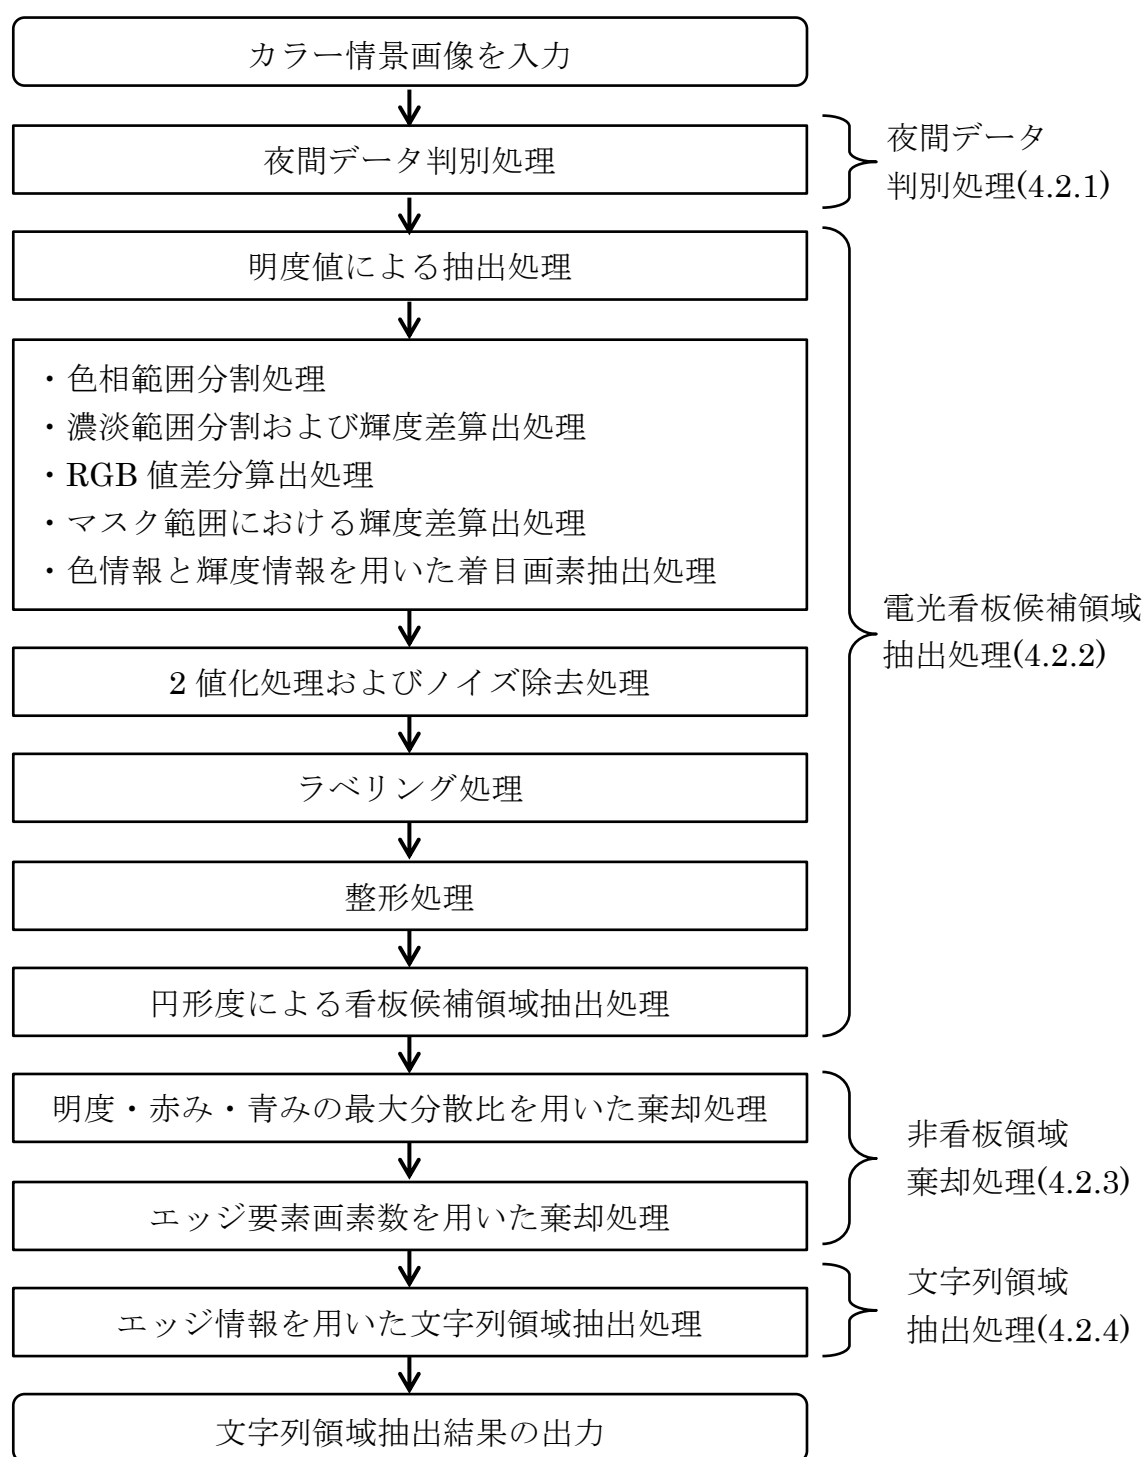 カラー情景画像を入力
夜間データ判別処理
夜間データ
判別処理(4.2.1)
明度値による抽出処理
・色相範囲分割処理
・濃淡範囲分割および輝度差算出処理
・RGB 値差分算出処理
・マスク範囲における輝度差算出処理
・色情報と輝度情報を用いた着目画素抽出処理
電光看板候補領域
抽出処理(4.2.2)
2 値化処理およびノイズ除去処理
ラベリング処理
整形処理
円形度による看板候補領域抽出処理
明度・赤み・青みの最大分散比を用いた棄却処理
非看板領域
棄却処理(4.2.3)
エッジ要素画素数を用いた棄却処理
文字列領域
抽出処理(4.2.4)
エッジ情報を用いた文字列領域抽出処理
文字列領域抽出結果の出力